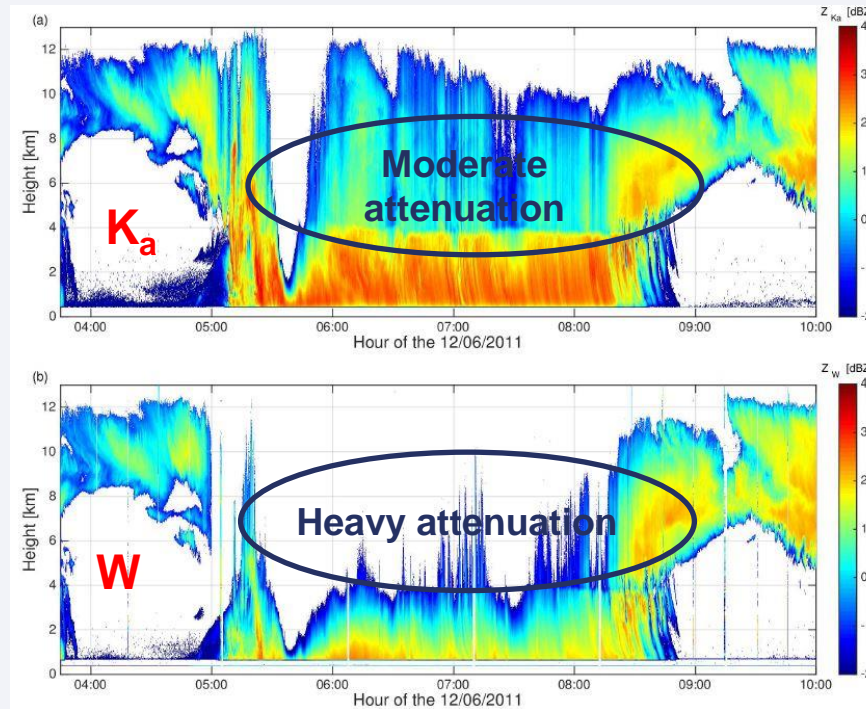 (a)
Z Ka [dBZ
12
10
8
6
4
2
0
Height [km]
Moderate
attenuation
Ka
04:00 05:00 06:00 07:00 08:00 09:00 10:00
Hour of the 12/06/2011
(b)
Z W [dBZ
12
10
8
6
4
2
0
Height [km]
Heavy attenuation
W
04:00 05:00 06:00 07:00 08:00 09:00 10:00
Hour of the 12/06/2011